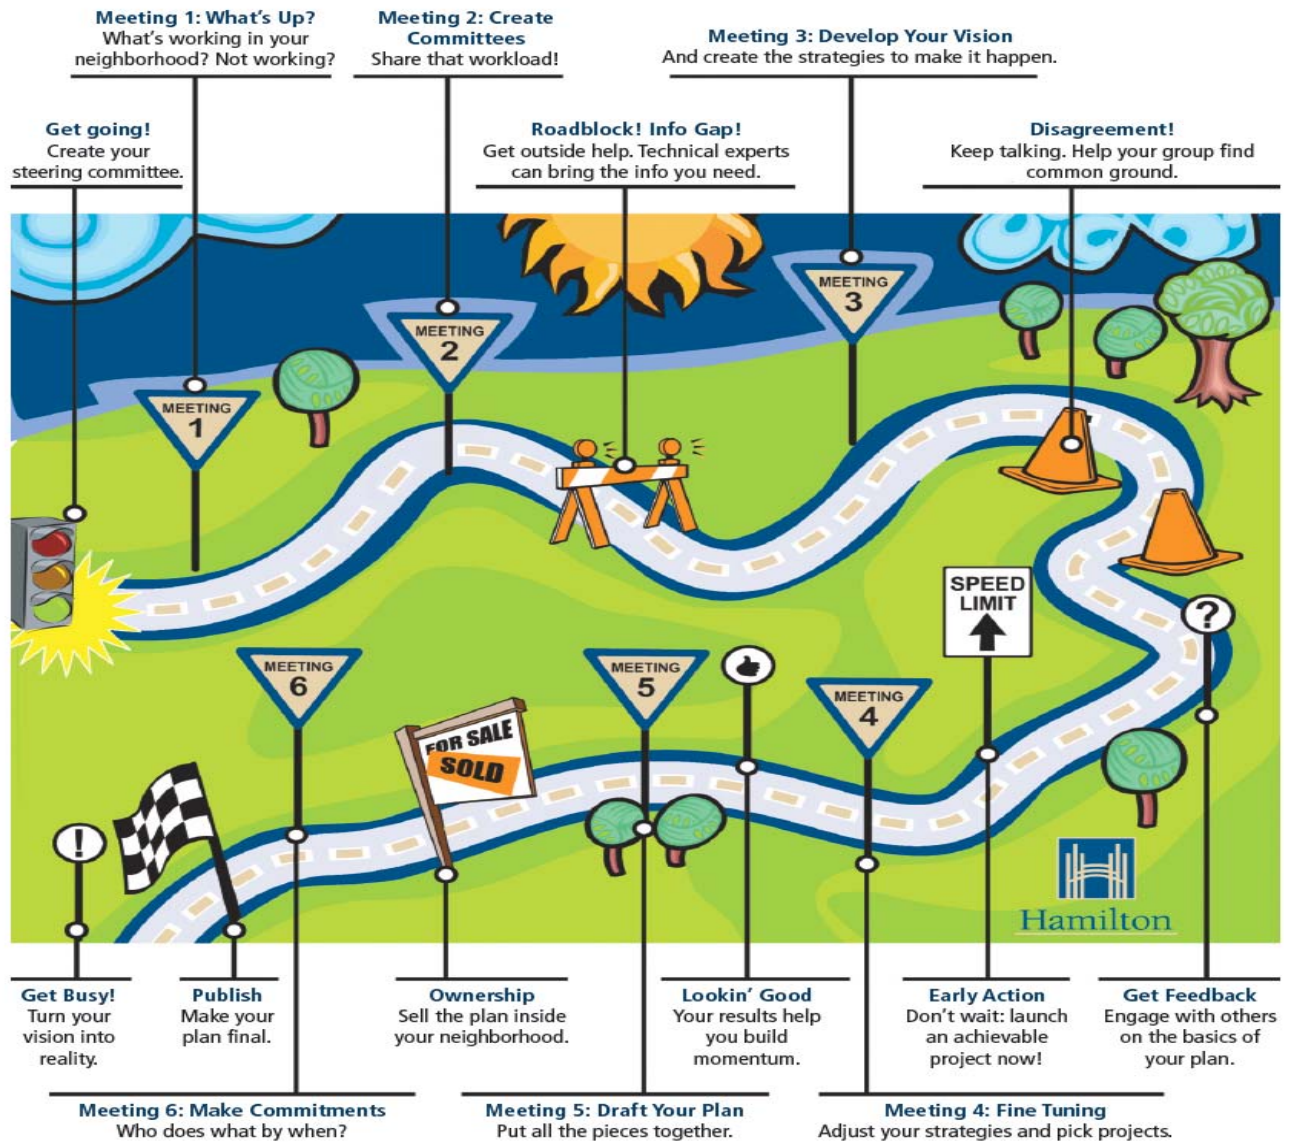 Meeting 1: What's Up?
What's working in your
neighborhood? Not working?
Meeting 2: Create
Committees
Share that workload!
Meeting 3: Develop Your Vision
And create the strategies to make it happen.
Get going!
Create your
steering committee.
Roadblock! Info Gap!
Get outside help. Technical experts
can bring the info you need.
Disagreement!
Keep talking. Help your group find
common ground.
MEETING
1
MEETING
2
MEETING
3
SPEED
LIMIT
?
MEETING
6
MEETING
5
MEETING
4
FOR SALE
SOLD
!
Hamilton
Get Busy!
Turn your
vision into
reality.
Publish
Make your
plan final.
Ownership
Sell the plan inside
your neighborhood.
Lookin' Good
Your results help
you build
momentum.
Early Action
Don't wait: launch
an achievable
project now!
Get Feedback
Engage with others
on the basics of
your plan.
Meeting 6: Make Commitments
Who does what by when?
Meeting 5: Draft Your Plan
Put all the pieces together.
Meeting 4: Fine Tuning
Adjust your strategies and pick projects.